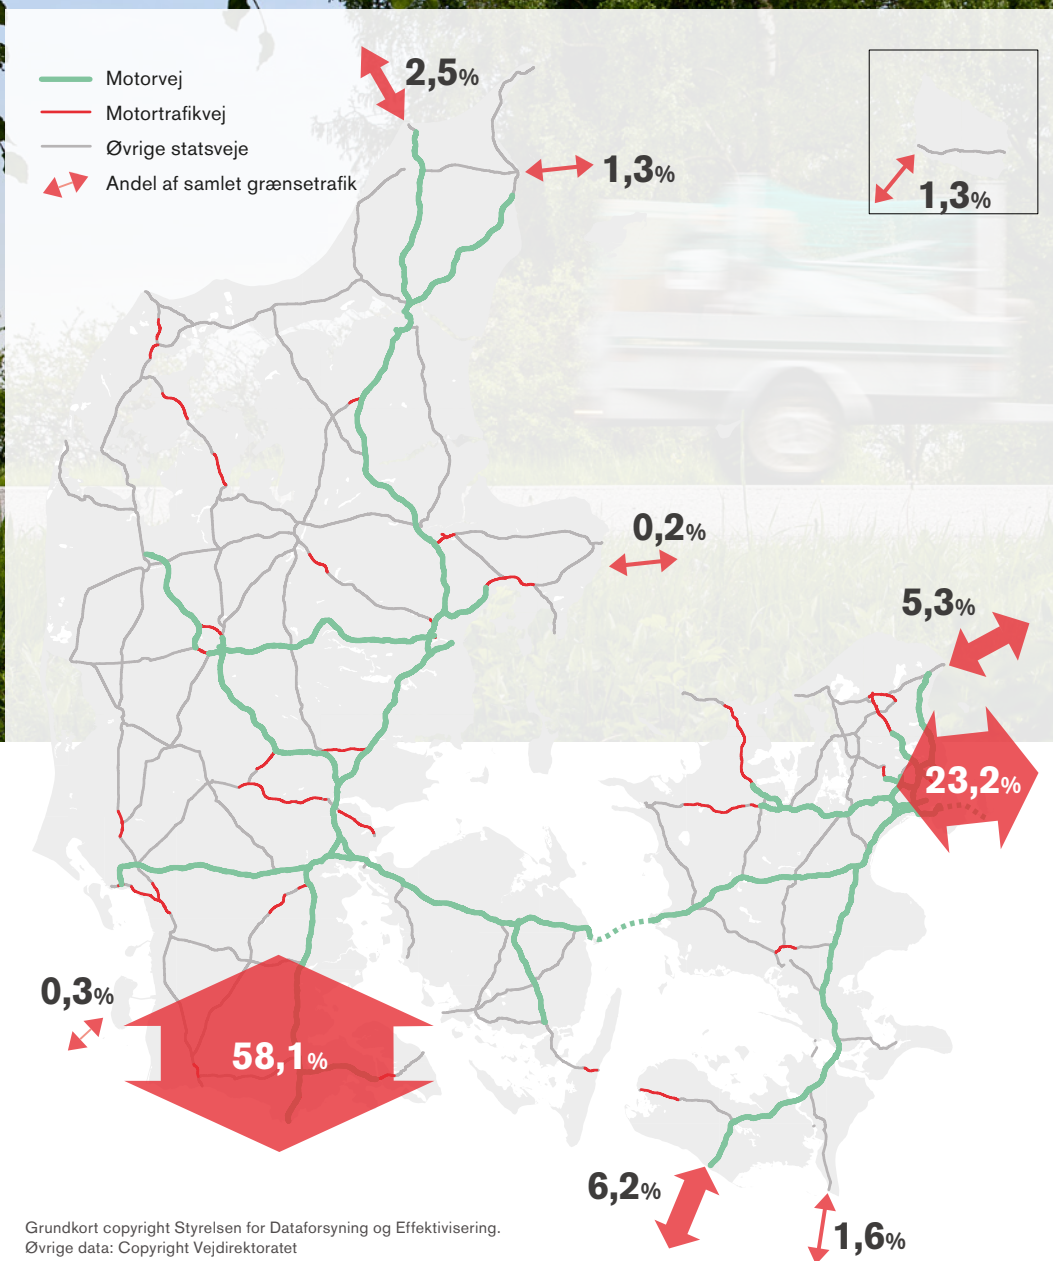 Motorvej
Motortrafikvej
Øvrige statsveje
Andel af samlet grænsetrafik
2,5%
1,3%
1,3%
0,2%
5,3%
23,2%
0,3%
58,1%
6,2%
1,6%
Grundkort copyright Styrelsen for Dataforsyning og Effektivisering.
Øvrige data: Copyright Vejdirektoratet